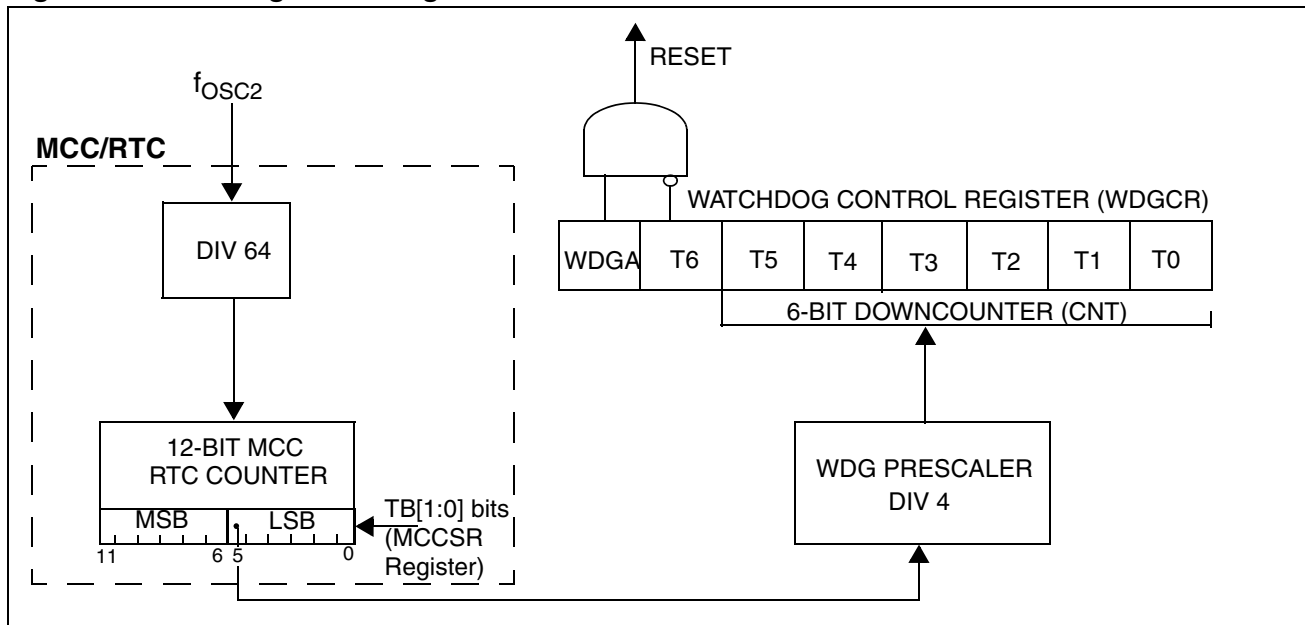 RESET
fOSC2
MCC/RTC
DIV 64
12-BIT MCC
RTC COUNTER
MSB LSB
11 6 5 0
TB[1:0] bits
(MCCSR
Register)
WATCHDOG CONTROL REGISTER (WDGCR)
WDGA T6 T5 T4 T3 T2 T1 T0
6-BIT DOWNCOUNTER (CNT)
WDG PRESCALER
DIV 4